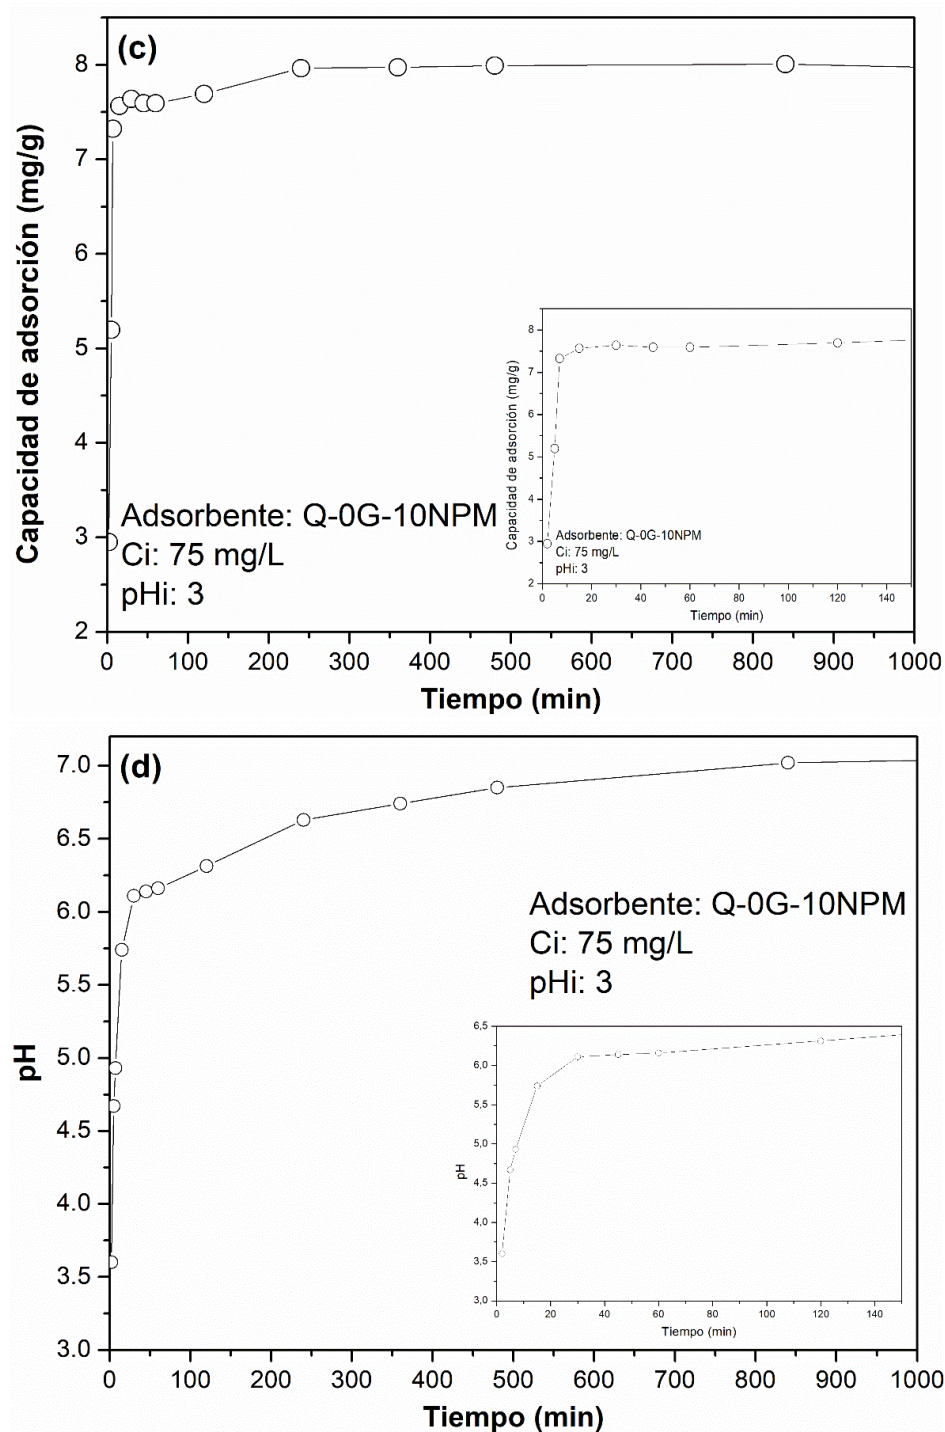 (c)
Capacidad de adsorción (mg/g)
8
7
6
5
4
3
2
Adsorbente: Q-0G-10NPM
Ci: 75 mg/L
pHi: 3
0 100 200 300 400 500 600 700 800 900 1000
Tiempo (min)
Capacidad de adsorción (mg/g)
8
7
6
5
4
3
2
Adsorbente: Q-0G-10NPM
Ci: 75 mg/L
pHi: 3
0 20 40 60 80 100 120 140
Tiempo (min)
(d)
pH
7.0
6.5
6.0
5.5
5.0
4.5
4.0
3.5
3.0
Adsorbente: Q-0G-10NPM
Ci: 75 mg/L
pHi: 3
0 100 200 300 400 500 600 700 800 900 1000
Tiempo (min)
pH
6,5
6,0
5,5
5,0
4,5
4,0
3,5
3,0
0 20 40 60 80 100 120 140
Tiempo (min)